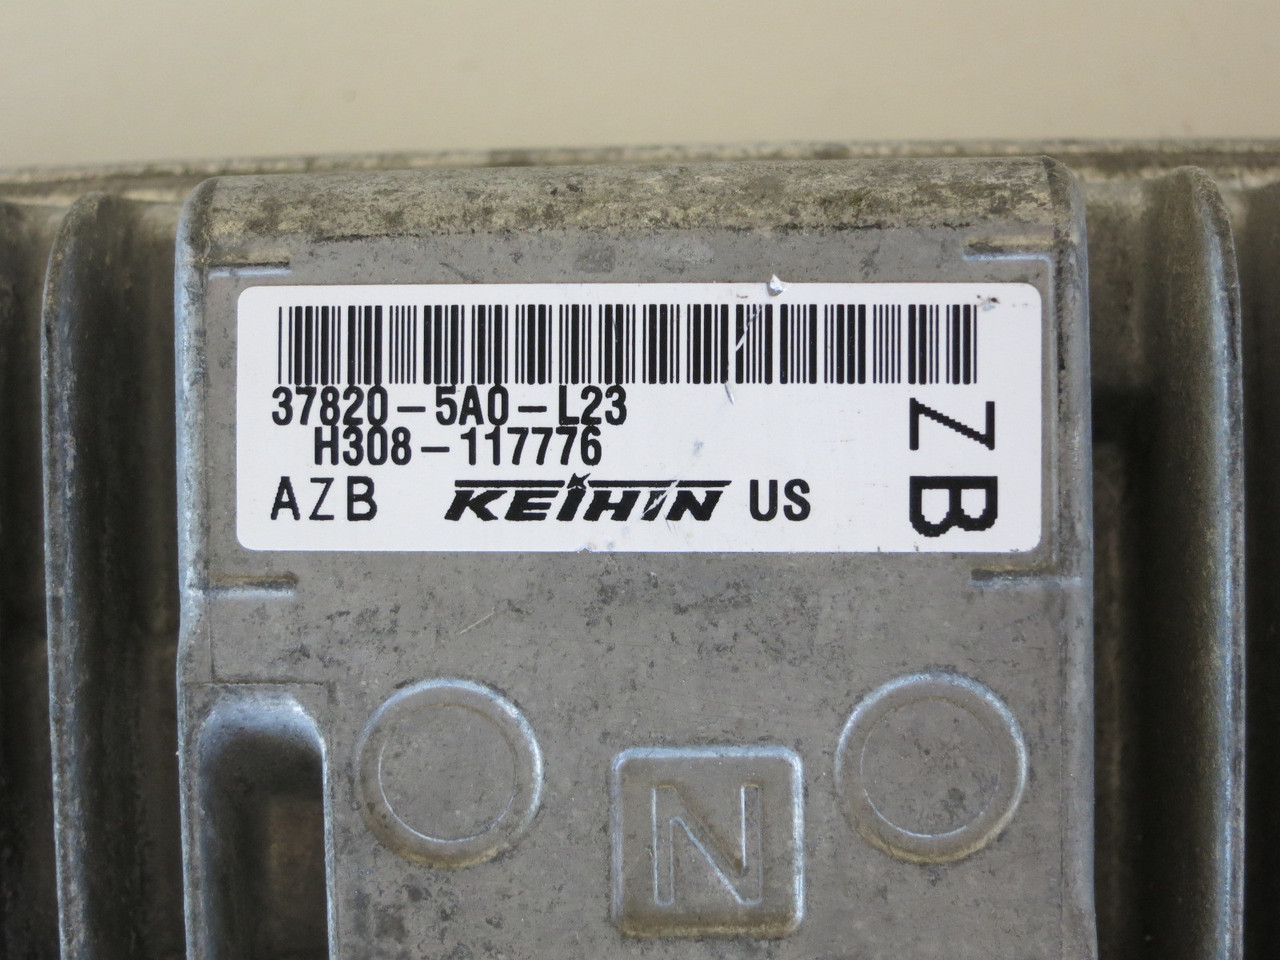 37820-5A0-L23
H308-117776
AZB KEIHIN US
ZB
N